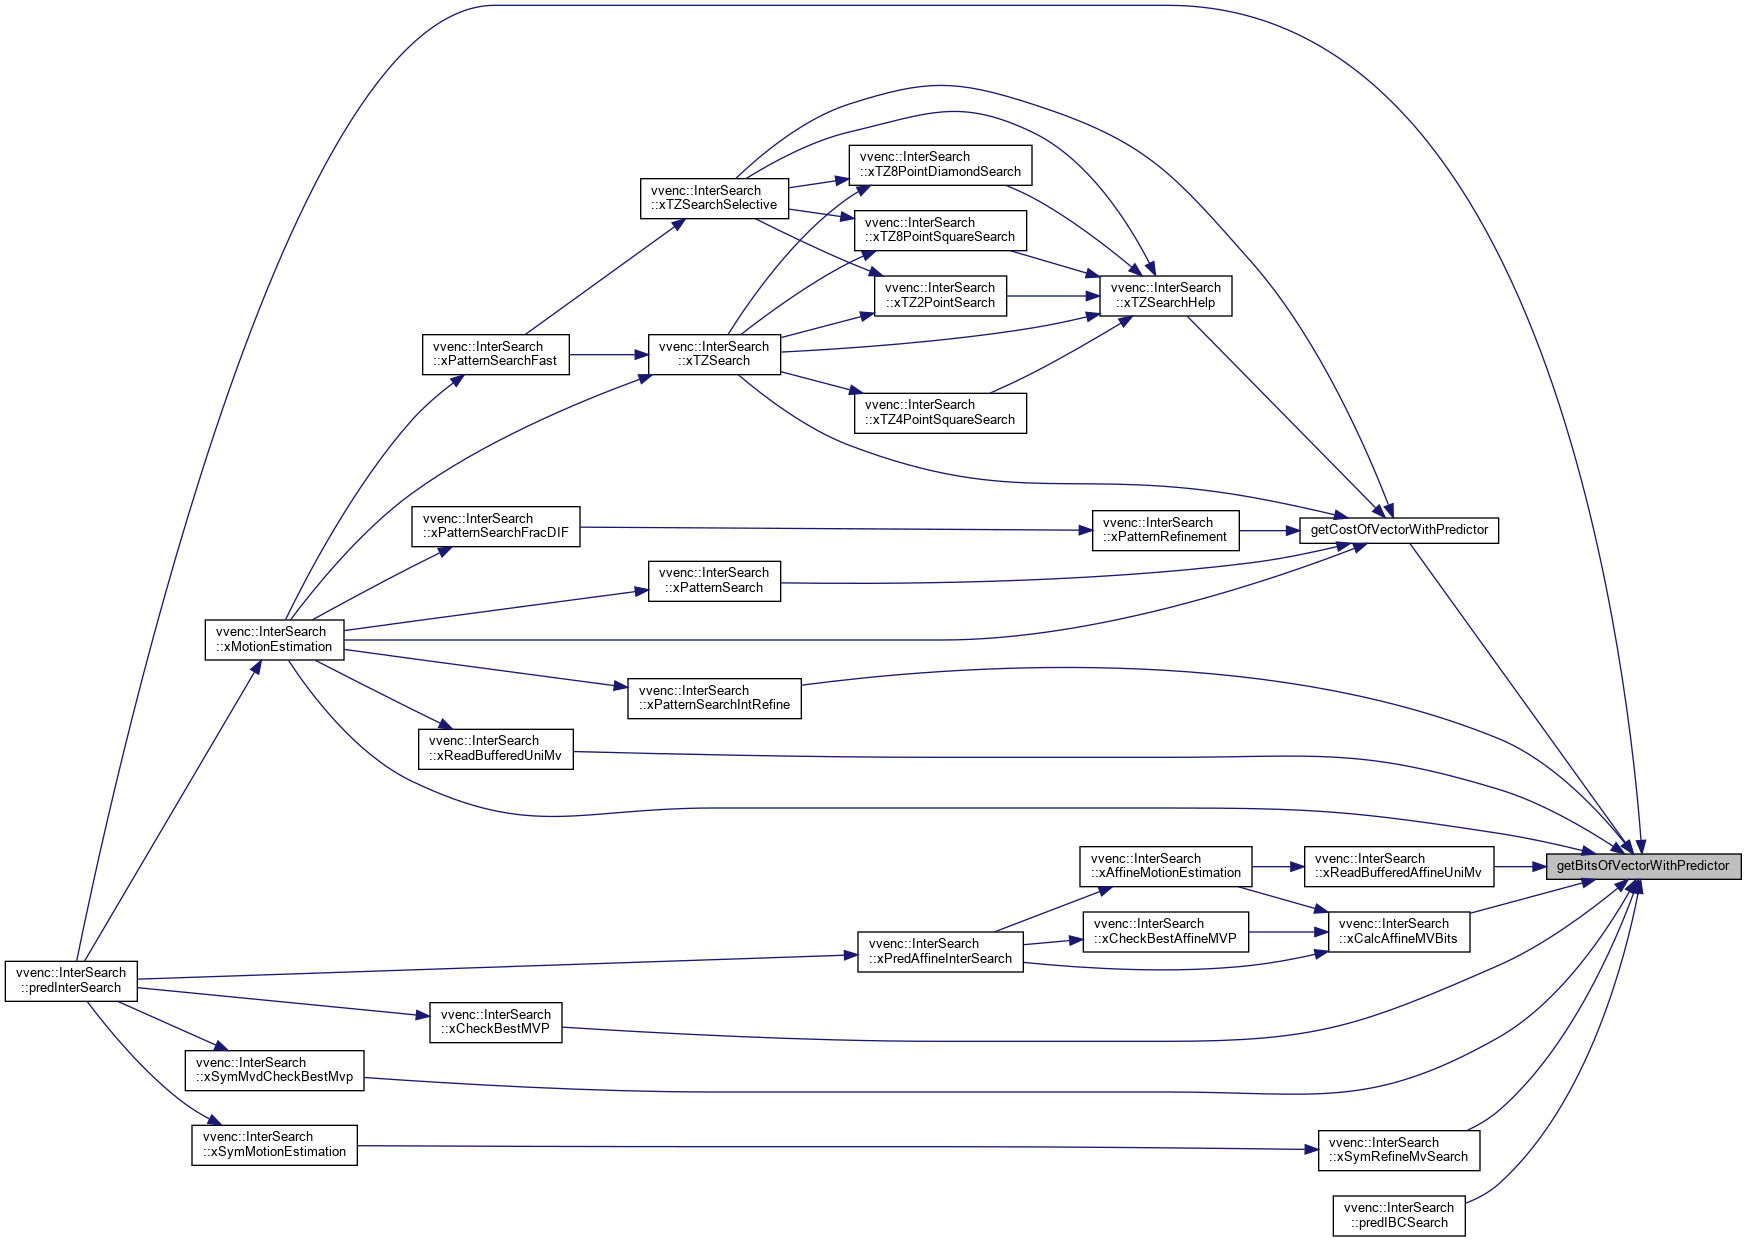 vvenc::InterSearch
::xTZ8PointDiamondSearch
vvenc::InterSearch
::xTZSearchSelective
vvenc::InterSearch
::xTZ8PointSquareSearch
vvenc::InterSearch
::xTZ2PointSearch
vvenc::InterSearch
::xTZSearchHelp
vvenc::InterSearch
::xPatternSearchFast
vvenc::InterSearch
::xTZSearch
vvenc::InterSearch
::xTZ4PointSquareSearch
vvenc::InterSearch
::xPatternSearchFracDIF
vvenc::InterSearch
::xPatternRefinement
getCostOfVectorWithPredictor
vvenc::InterSearch
::xPatternSearch
vvenc::InterSearch
::xMotionEstimation
vvenc::InterSearch
::xPatternSearchIntRefine
vvenc::InterSearch
::xReadBufferedUniMv
vvenc::InterSearch
::xAffineMotionEstimation
vvenc::InterSearch
::xReadBufferedAffineUniMv
getBitsOfVectorWithPredictor
vvenc::InterSearch
::xCheckBestAffineMVP
vvenc::InterSearch
::xCalcAffineMVBits
vvenc::InterSearch
::xPredAffineInterSearch
vvenc::InterSearch
::predInterSearch
vvenc::InterSearch
::xCheckBestMVP
vvenc::InterSearch
::xSymMvdCheckBestMvp
vvenc::InterSearch
::xSymMotionEstimation
vvenc::InterSearch
::xSymRefineMvSearch
vvenc::InterSearch
::predIBCSearch